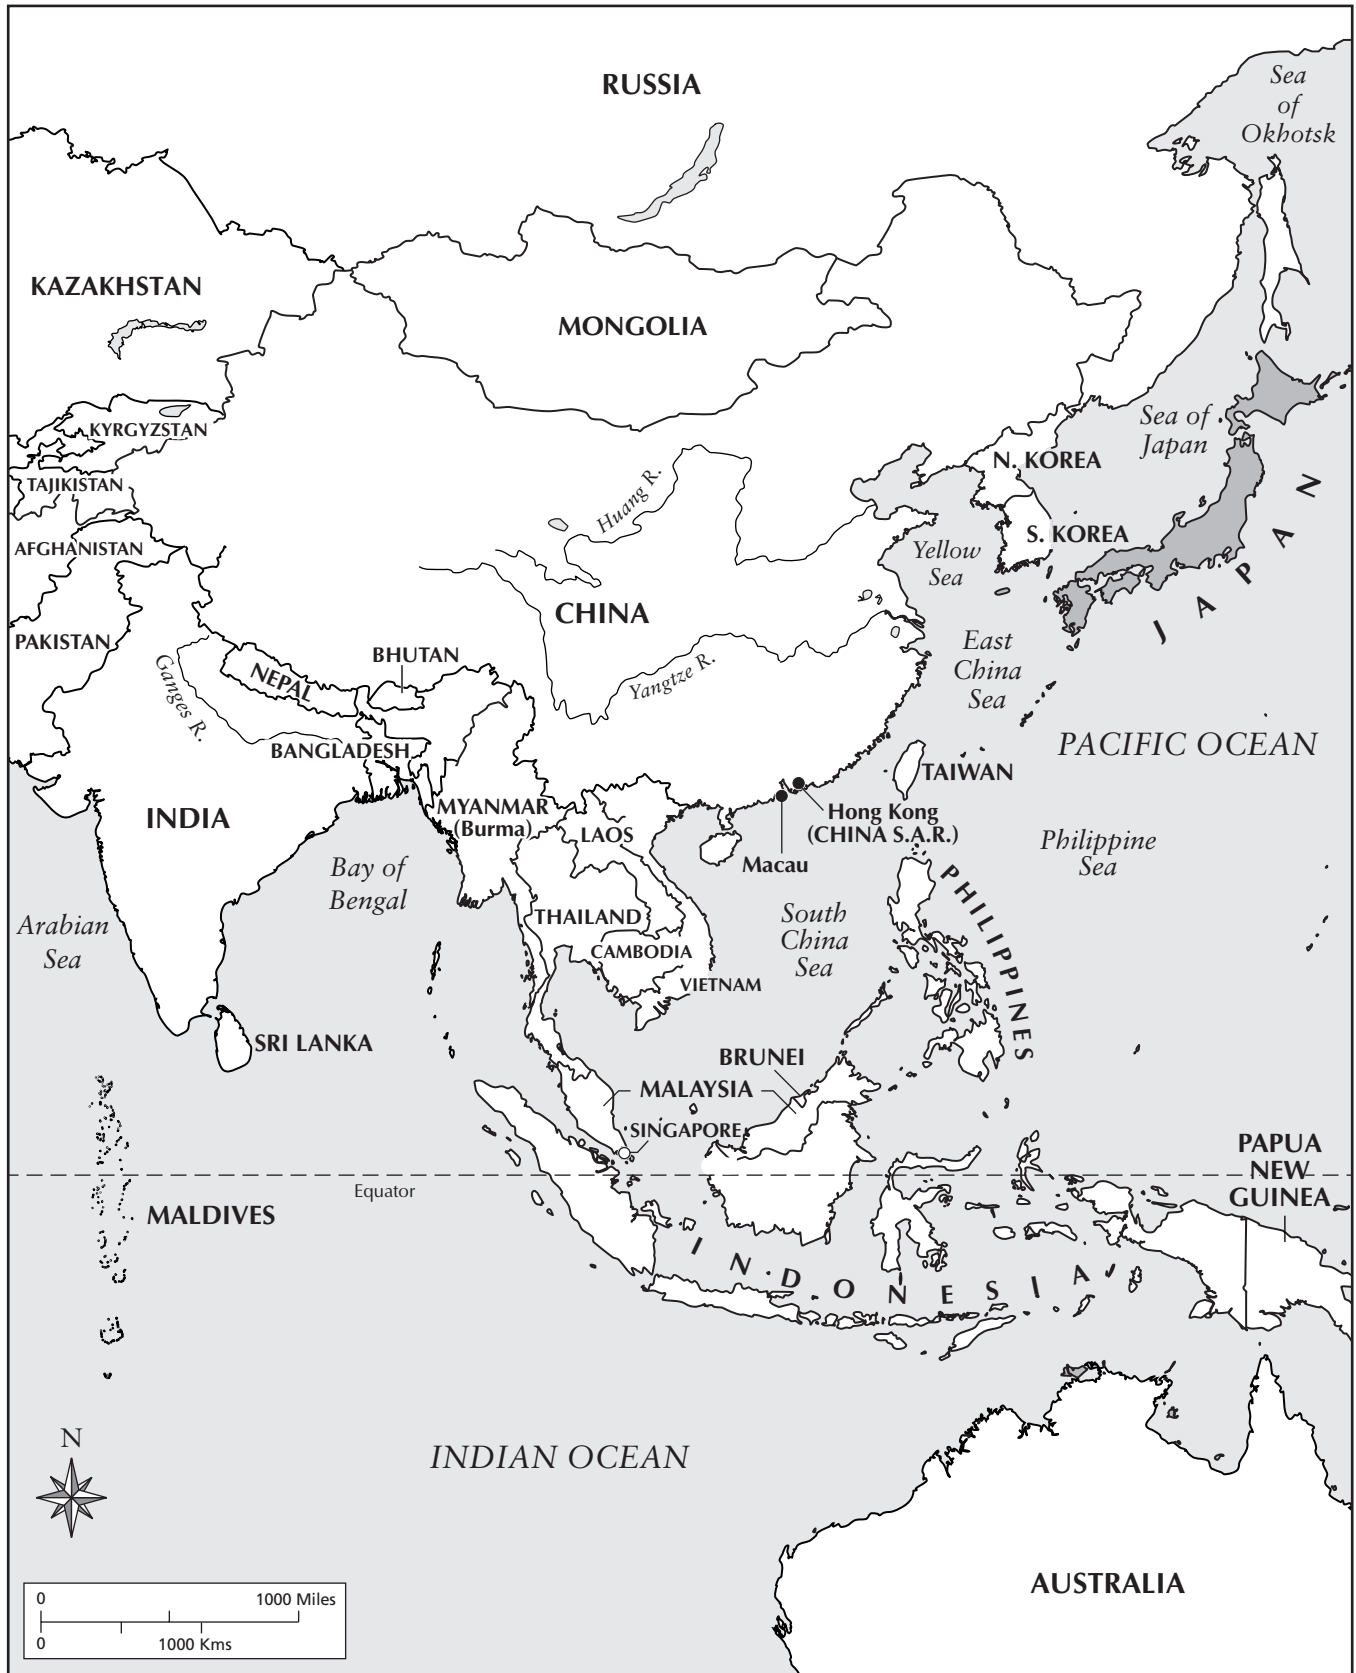 RUSSIA
Sea
of
Okhotsk
KAZAKHSTAN
MONGOLIA
KYRGYZSTAN
Sea of
Japan
N. KOREA
TAJIKISTAN
Huang R.
JAPAN
S. KOREA
AFGHANISTAN
Yellow
Sea
CHINA
PAKISTAN
East
China
Sea
BHUTAN
NEPAL
Ganges R.
Yangtze R.
PACIFIC OCEAN
BANGLADESH
TAIWAN
INDIA
MYANMAR
(Burma)
Hong Kong
(CHINA S.A.R.)
LAOS
Macau
Philippine
Sea
Bay of
Bengal
PHILIPPINES
Arabian
Sea
THAILAND
South
China
Sea
CAMBODIA
VIETNAM
SRI LANKA
BRUNEI
MALAYSIA
SINGAPORE
PAPUA
NEW
GUINEA
Equator
MALDIVES
INDONESIA
N
INDIAN OCEAN
AUSTRALIA
0 1000 Miles
0 1000 Kms